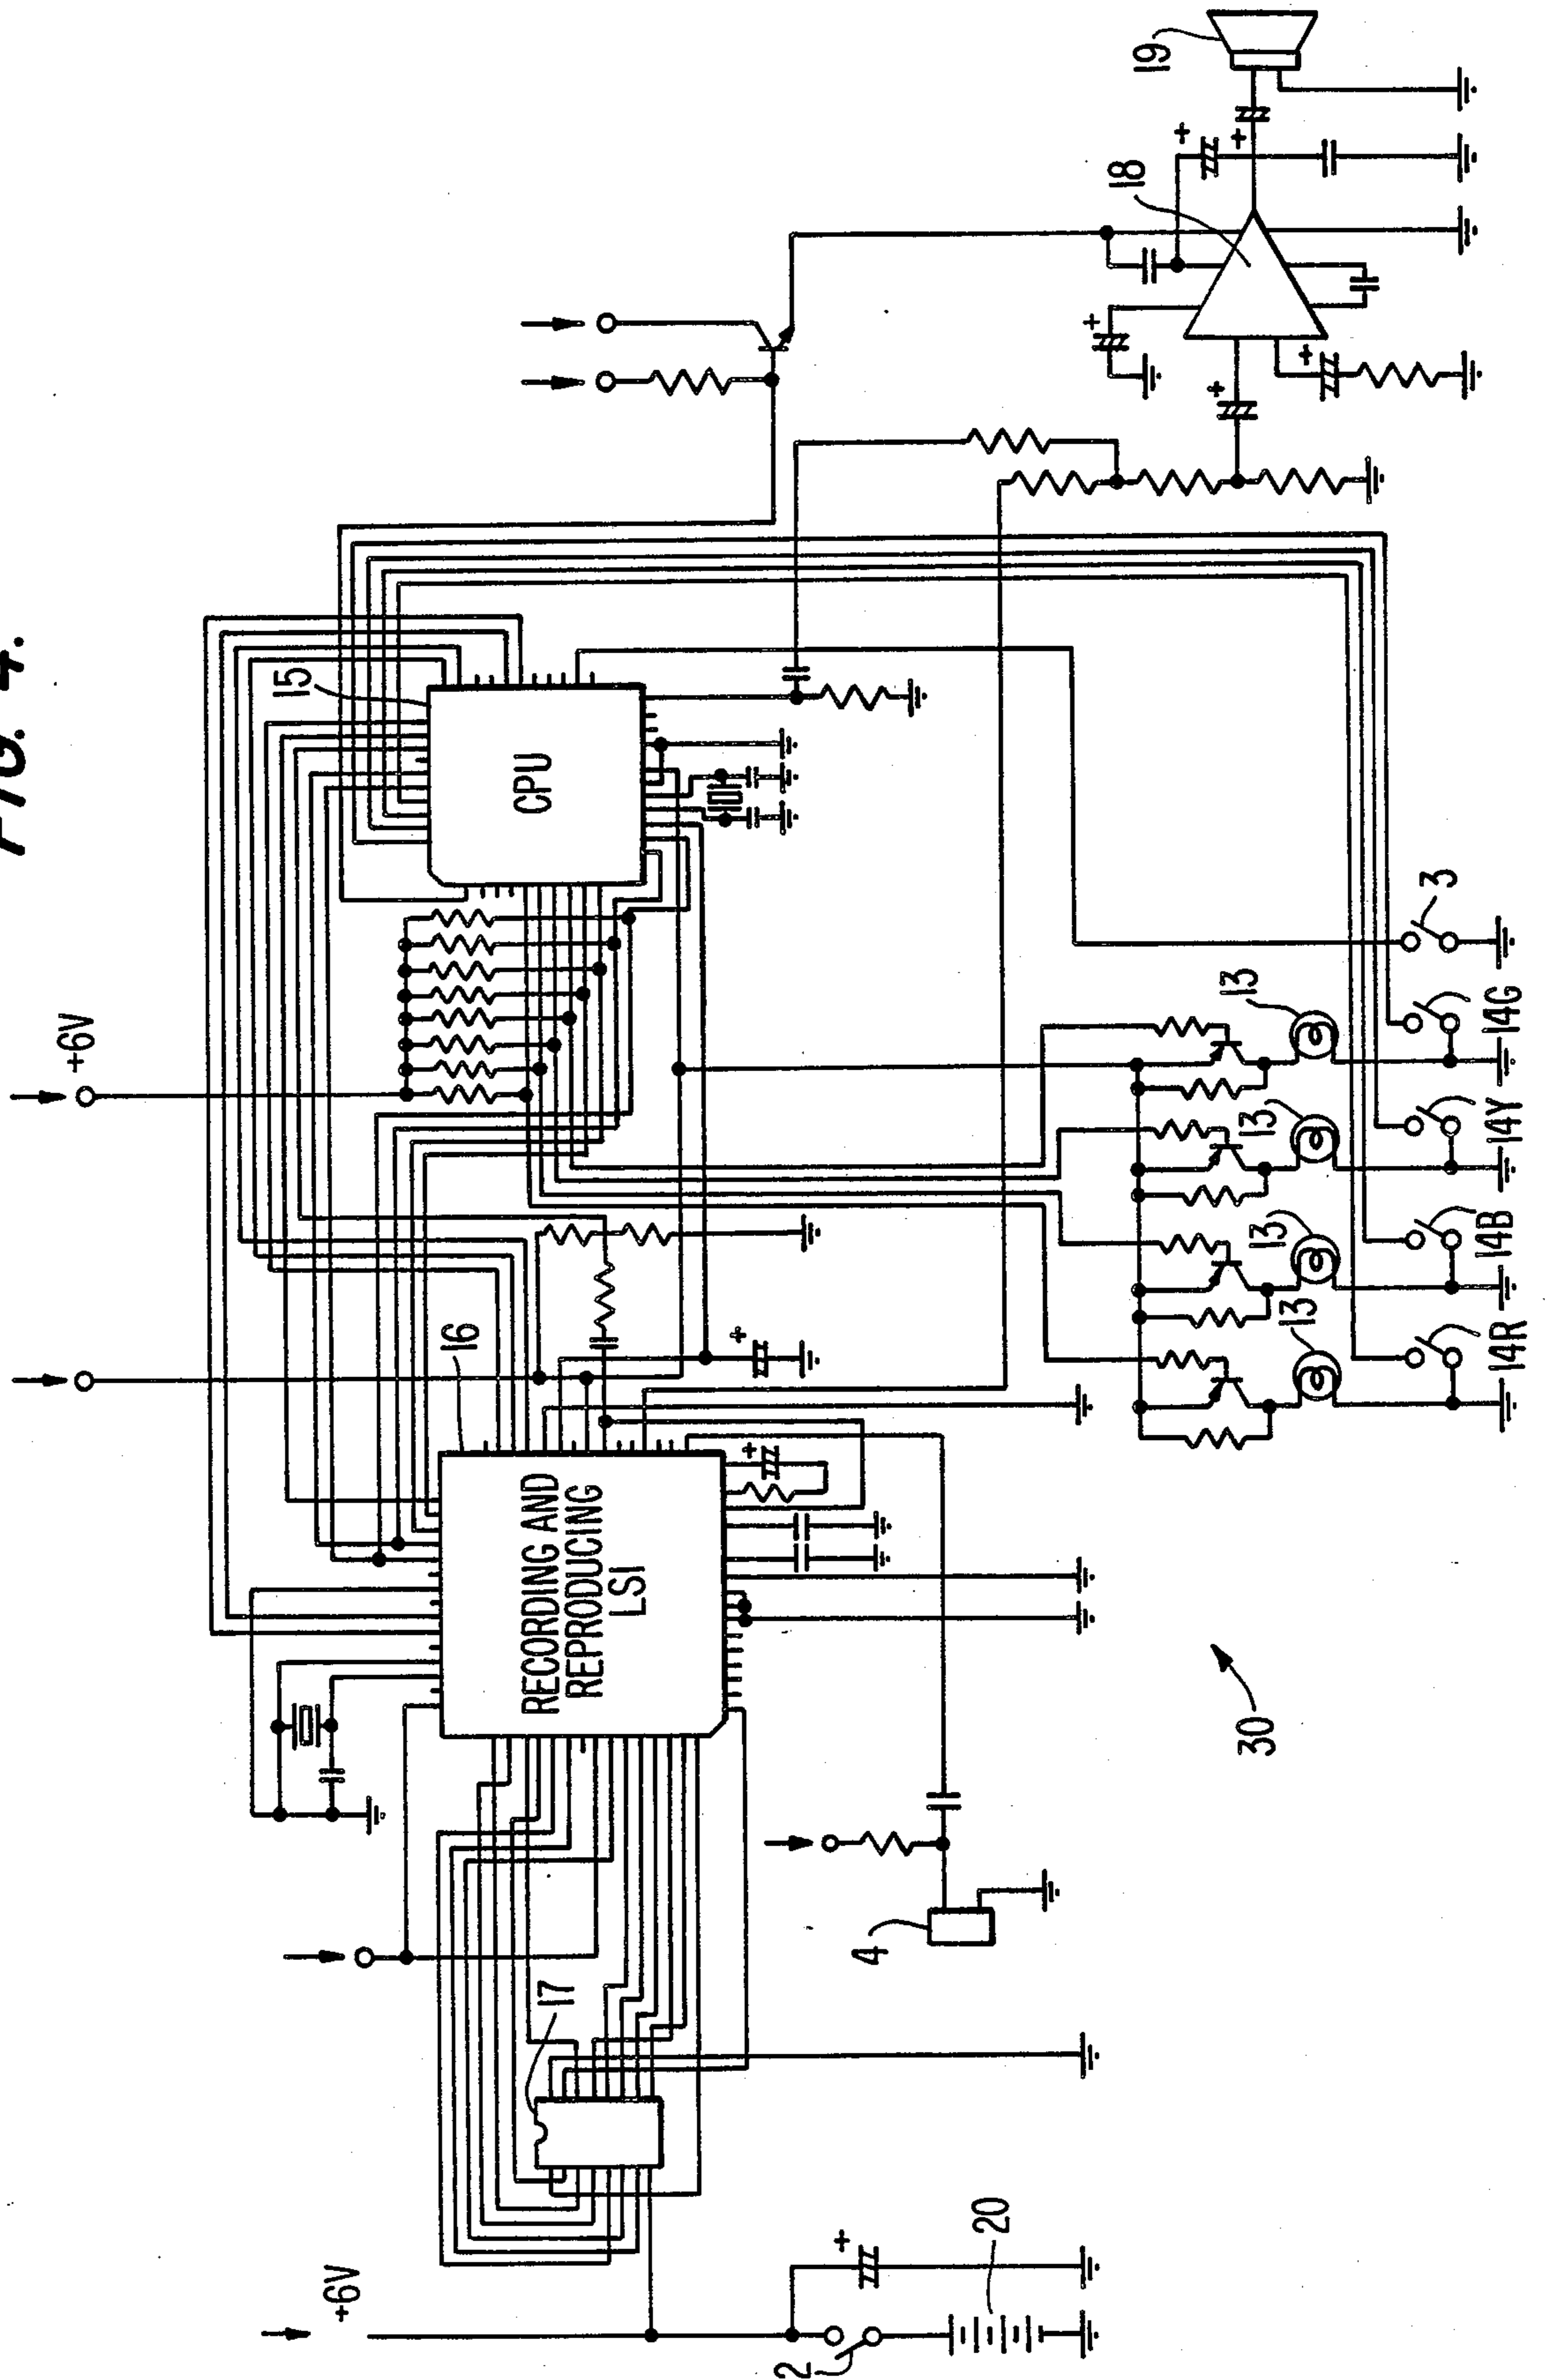 FIG. 4.
+6V
+6V
2
20
17
4
30
16
RECORDING AND
REPRODUCING
LSI
15
CPU
+
+
+
13
13
13
13
14R
14B
14Y
14G
3
18
19
+
+
+
+
+